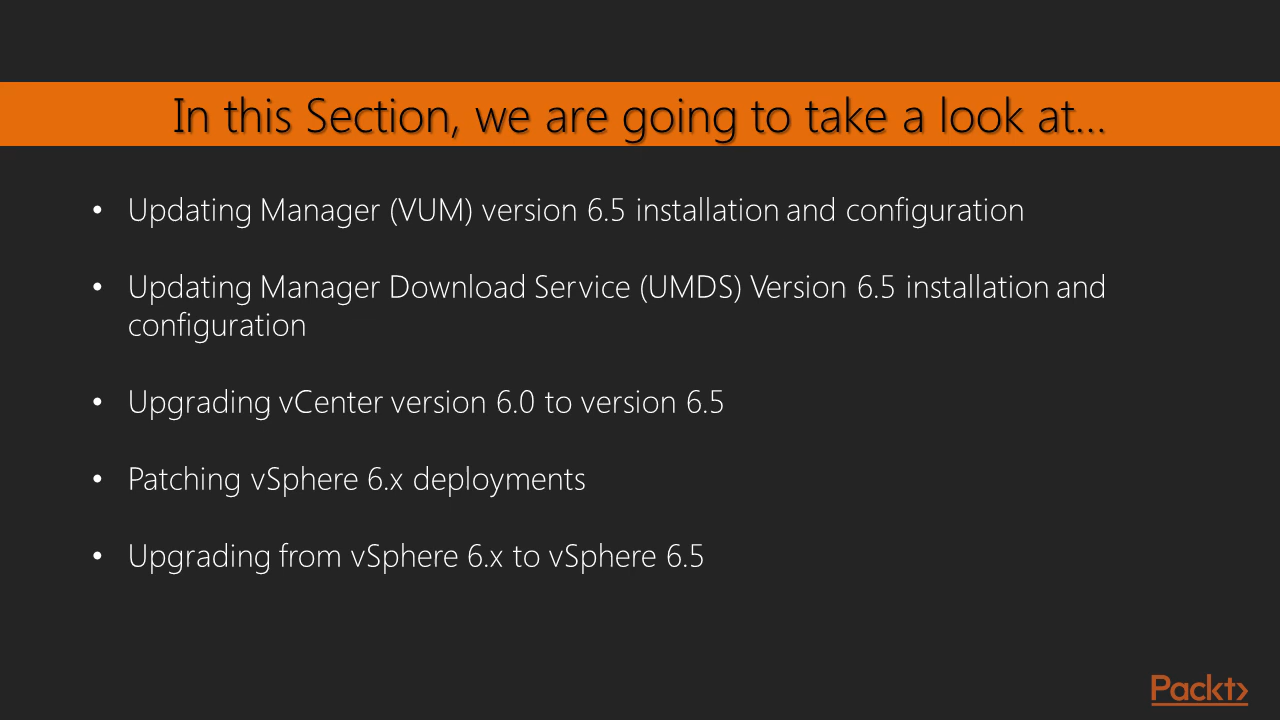 In this Section, we are going to take a look at...
• Updating Manager (VUM) version 6.5 installation and configuration
• Updating Manager Download Service (UMDS) Version 6.5 installation and
configuration
• Upgrading vCenter version 6.0 to version 6.5
• Patching vSphere 6.x deployments
• Upgrading from vSphere 6.x to vSphere 6.5
Packt>